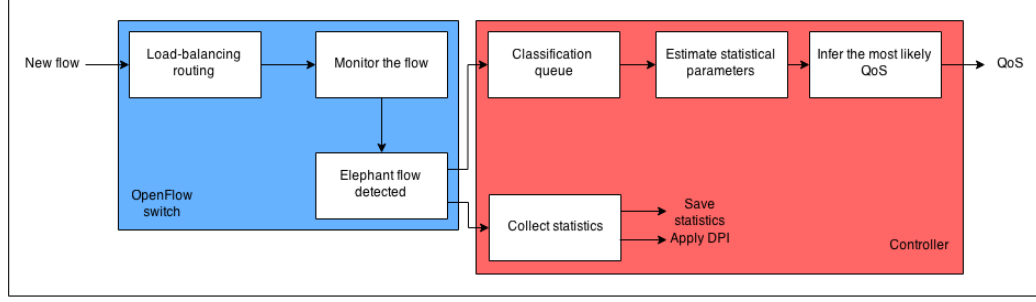 New flow
Load-balancing
routing
Monitor the flow
Classification
queue
Estimate statistical
parameters
Infer the most likely
QoS
QoS
Elephant flow
detected
OpenFlow
switch
Collect statistics
Save
statistics
Apply DPI
Controller